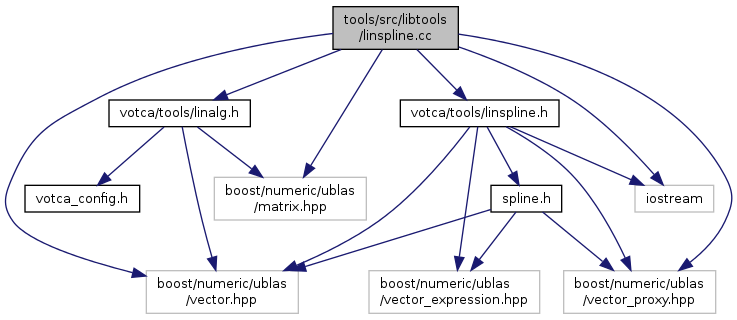 tools/src/libtools
/linspline.cc
votca/tools/linalg.h
votca/tools/linspline.h
votca_config.h
boost/numeric/ublas
/matrix.hpp
spline.h
iostream
boost/numeric/ublas
/vector.hpp
boost/numeric/ublas
/vector_expression.hpp
boost/numeric/ublas
/vector_proxy.hpp